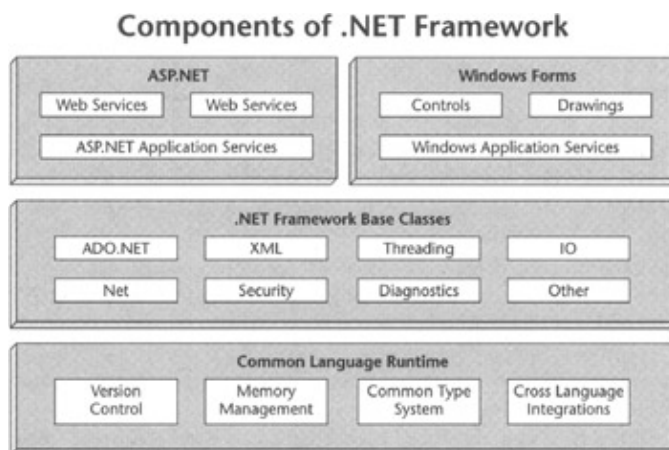 Components of .NET Framework
ASP.NET
Web Services
Web Services
ASP.NET Application Services
Windows Forms
Controls
Drawings
Windows Application Services
.NET Framework Base Classes
ADO.NET
XML
Threading
IO
Net
Security
Diagnostics
Other
Common Language Runtime
Version
Control
Memory
Management
Common Type
System
Cross Language
Integrations